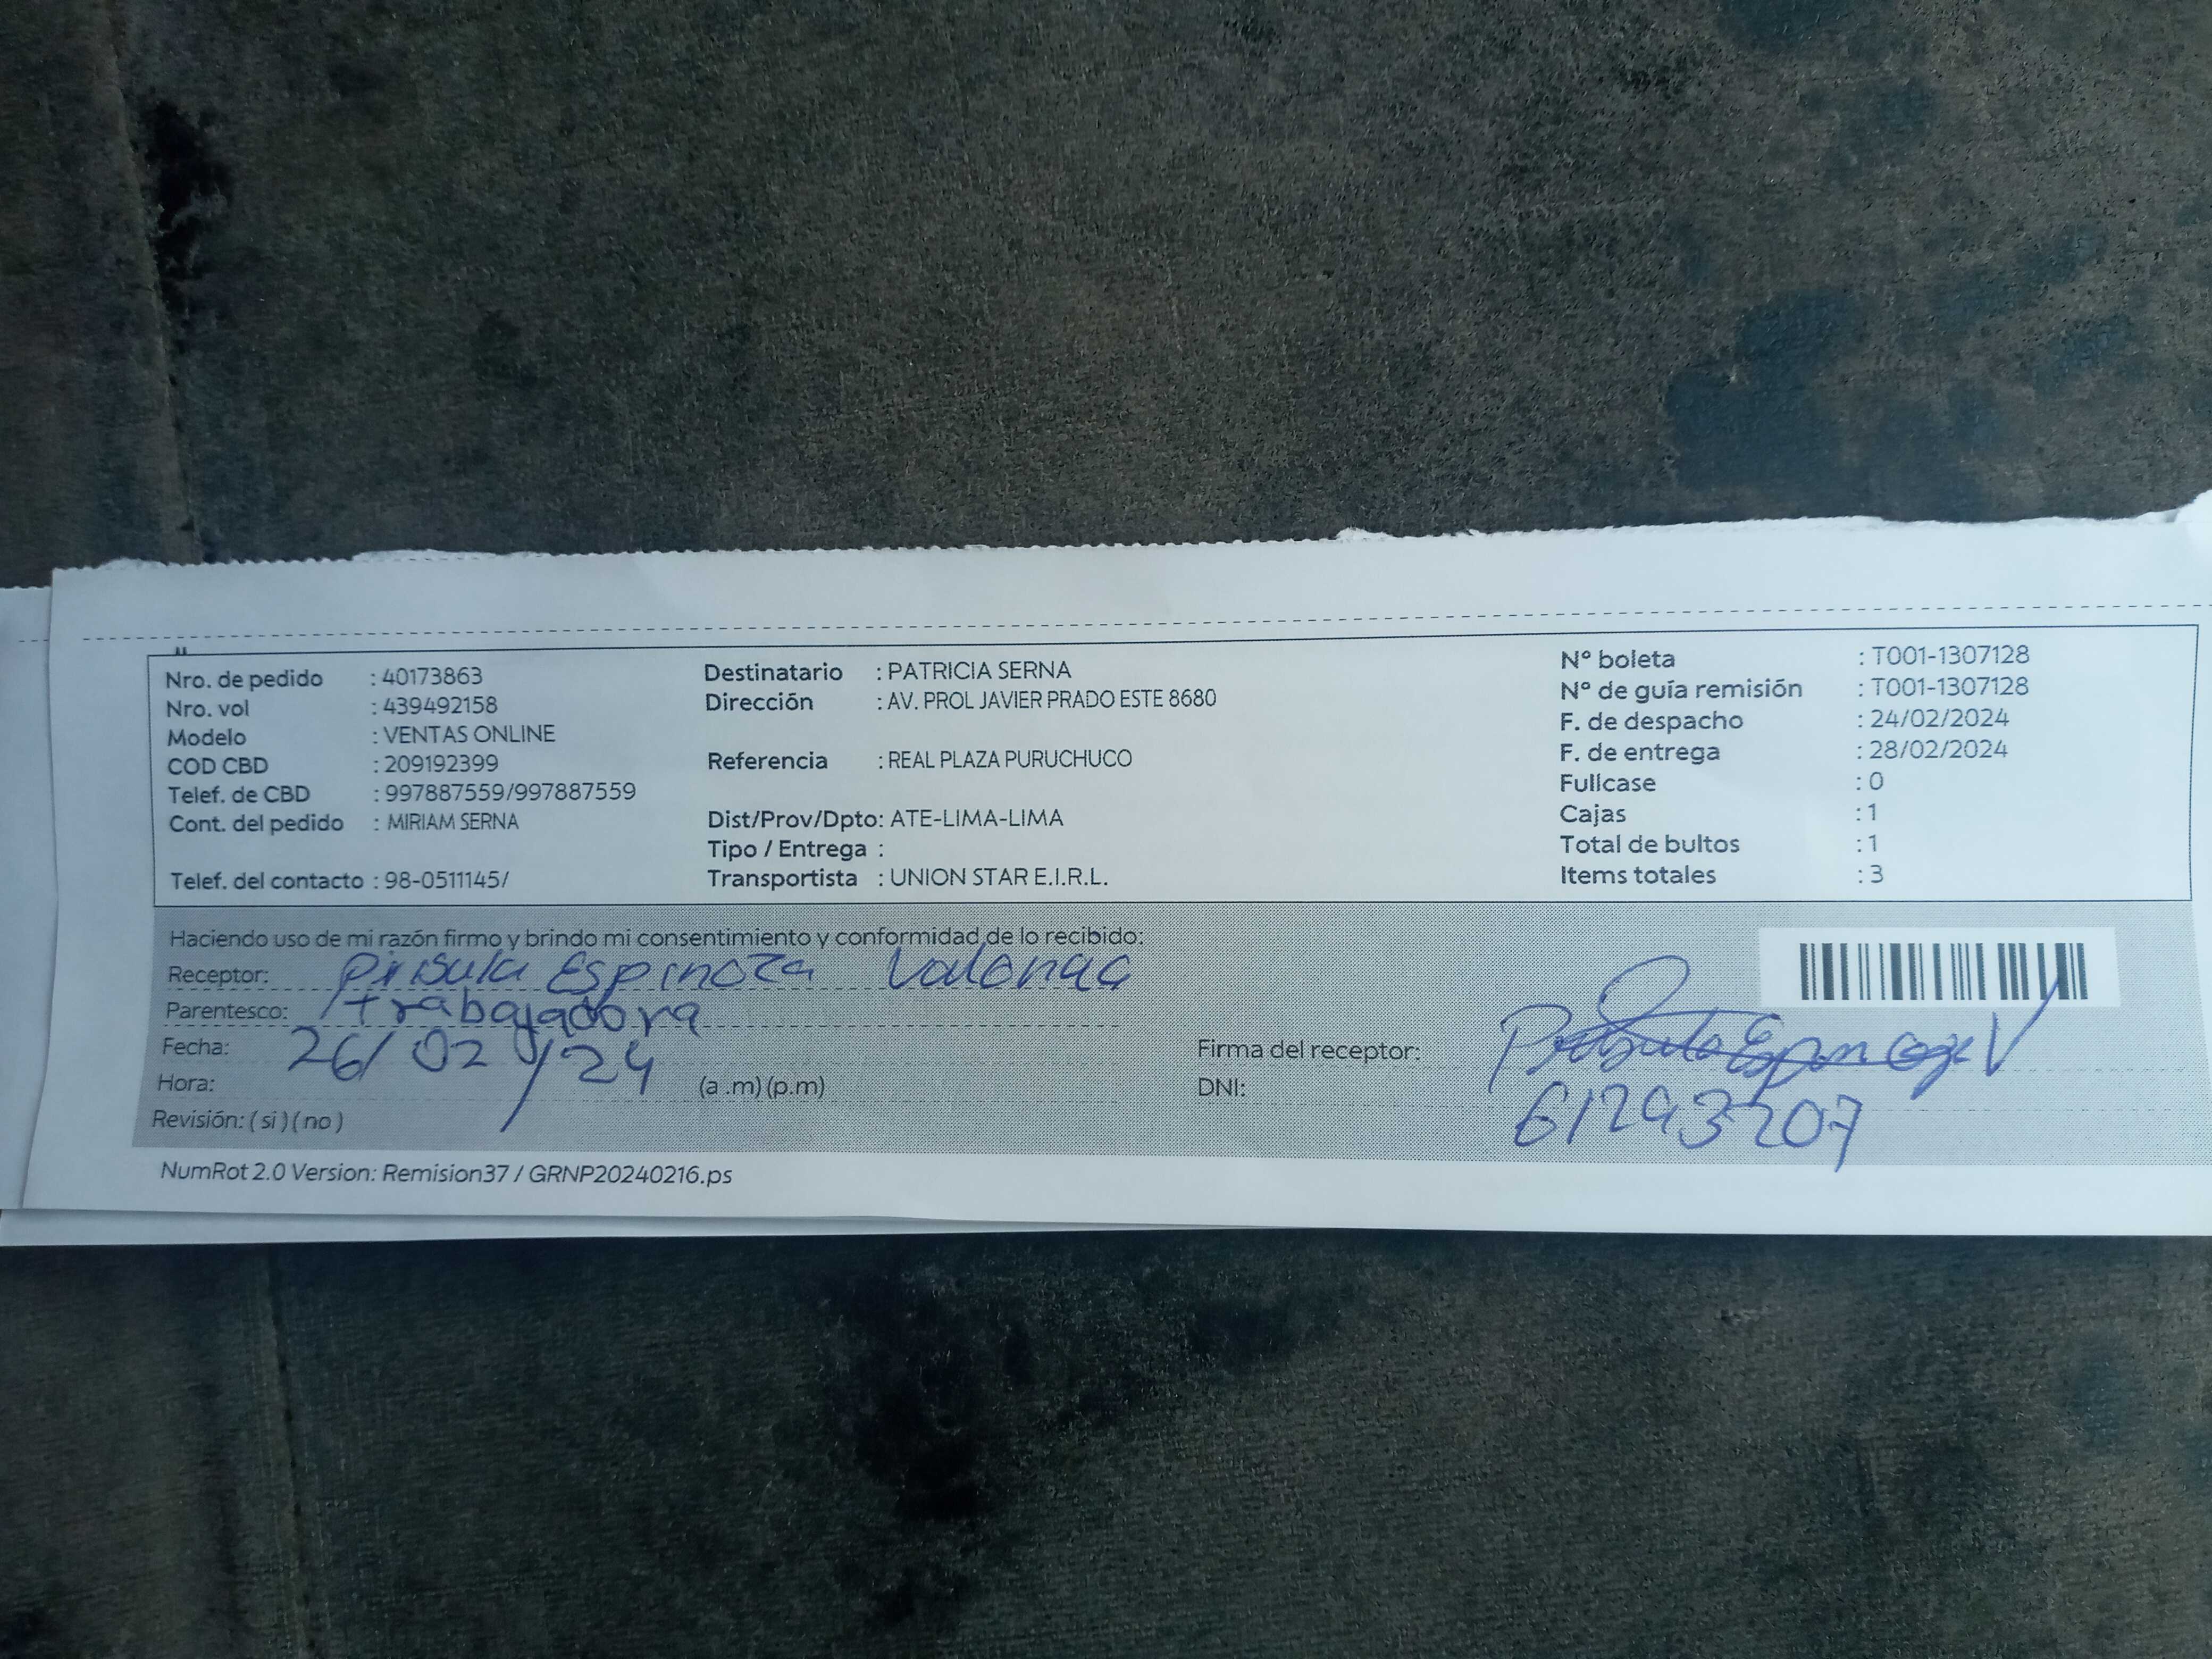 Nro. de pedido : 40173863
Nro. vol : 439492158
Modelo : VENTAS ONLINE
COD CBD : 209192399
Telef. de CBD : 997887559/997887559
Cont. del pedido : MIRIAM SERNA
Telef. del contacto : 98-0511145/
Destinatario : PATRICIA SERNA
Dirección : AV. PROL JAVIER PRADO ESTE 8680
Referencia : REAL PLAZA PURUCHUCO
Dist/Prov/Dpto: ATE-LIMA-LIMA
Tipo / Entrega :
Transportista : UNION STAR E.I.R.L.
N° boleta : T001-1307128
N° de guía remisión : T001-1307128
F. de despacho : 24/02/2024
F. de entrega : 28/02/2024
Fullcase : 0
Cajas : 1
Total de bultos : 1
Items totales : 3
Haciendo uso de mi razón firmo y brindo mi consentimiento y conformidad de lo recibido:
Receptor: Espinoza
Parentesco: trabajadora
Fecha: 26/02/24
Hora: (a .m) (p.m)
Revisión: ( si ) ( no )
Firma del receptor:
DNI: 61293207
NumRot 2.0 Version: Remision37 / GRNP20240216.ps